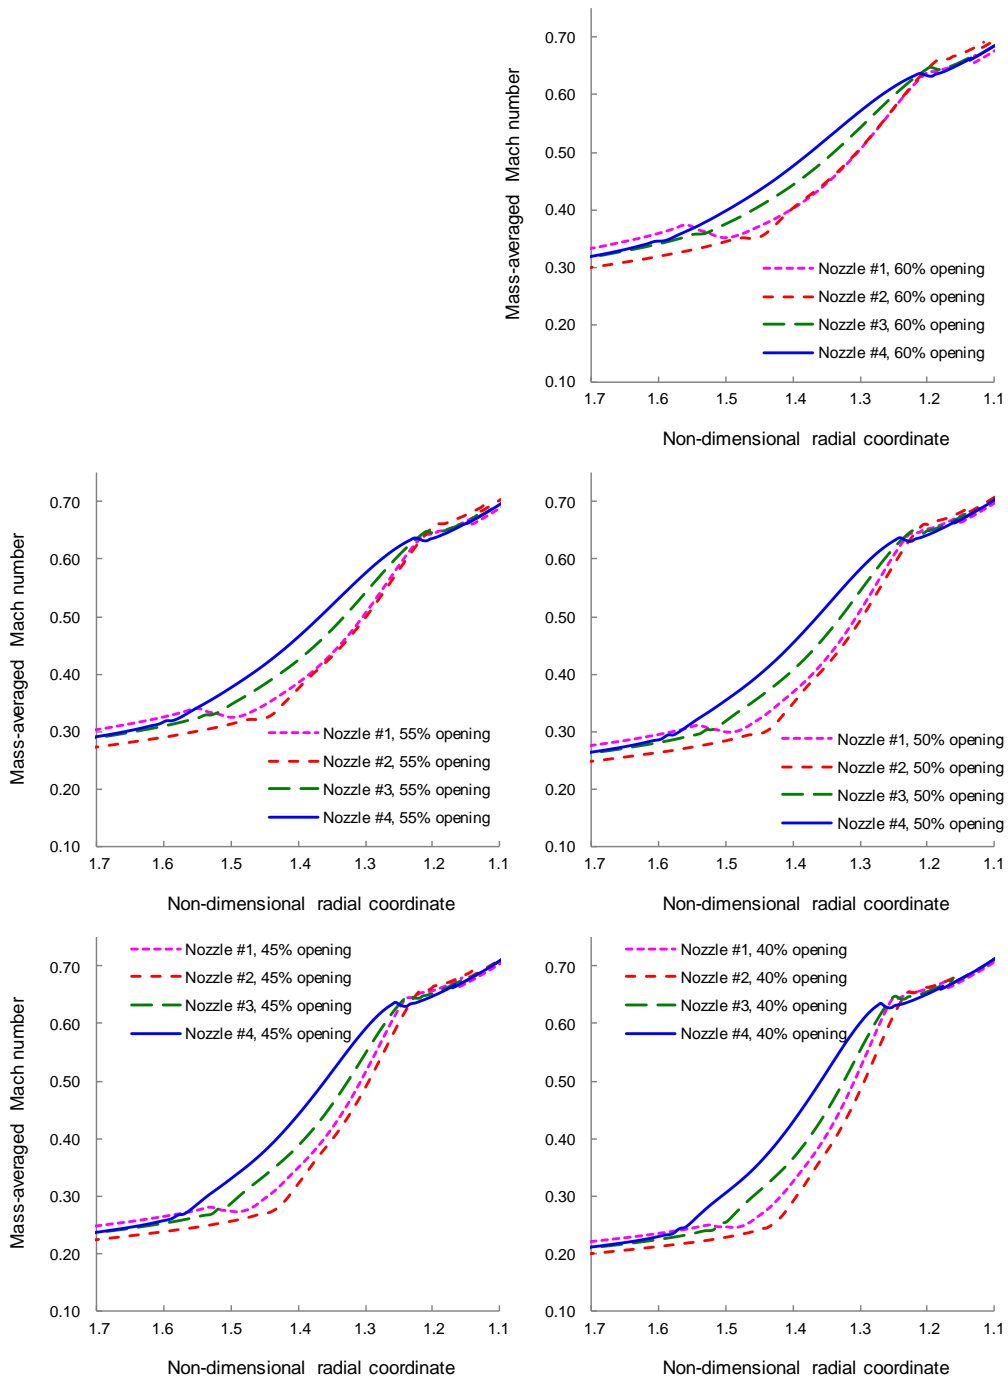 Mass-averaged Mach number
0.70
0.60
0.50
0.40
0.30
0.20
0.10
Nozzle #1, 60% opening
Nozzle #2, 60% opening
Nozzle #3, 60% opening
Nozzle #4, 60% opening
1.7 1.6 1.5 1.4 1.3 1.2 1.1
Non-dimensional radial coordinate
Mass-averaged Mach number
0.70
0.60
0.50
0.40
0.30
0.20
0.10
Nozzle #1, 55% opening
Nozzle #2, 55% opening
Nozzle #3, 55% opening
Nozzle #4, 55% opening
1.7 1.6 1.5 1.4 1.3 1.2 1.1
Non-dimensional radial coordinate
0.70
0.60
0.50
0.40
0.30
0.20
0.10
Nozzle #1, 50% opening
Nozzle #2, 50% opening
Nozzle #3, 50% opening
Nozzle #4, 50% opening
1.7 1.6 1.5 1.4 1.3 1.2 1.1
Non-dimensional radial coordinate
Mass-averaged Mach number
0.70
0.60
0.50
0.40
0.30
0.20
0.10
Nozzle #1, 45% opening
Nozzle #2, 45% opening
Nozzle #3, 45% opening
Nozzle #4, 45% opening
1.7 1.6 1.5 1.4 1.3 1.2 1.1
Non-dimensional radial coordinate
0.70
0.60
0.50
0.40
0.30
0.20
0.10
Nozzle #1, 40% opening
Nozzle #2, 40% opening
Nozzle #3, 40% opening
Nozzle #4, 40% opening
1.7 1.6 1.5 1.4 1.3 1.2 1.1
Non-dimensional radial coordinate